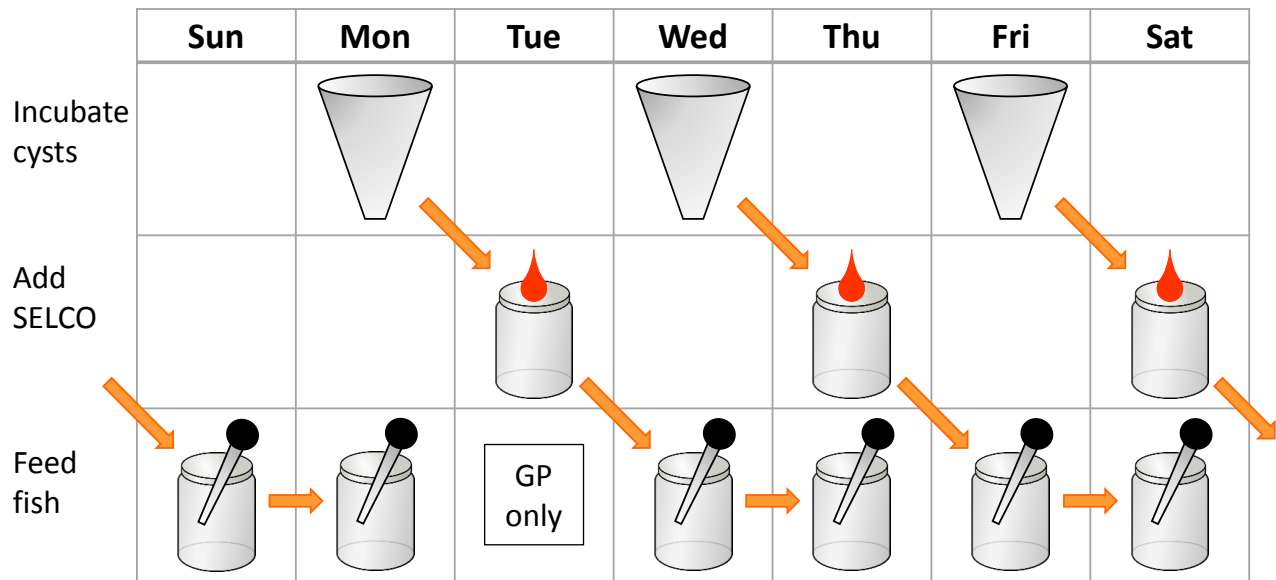 Sun Mon Tue Wed Thu Fri Sat
Incubate
cysts
Add
SELCO
Feed
fish
GP
only